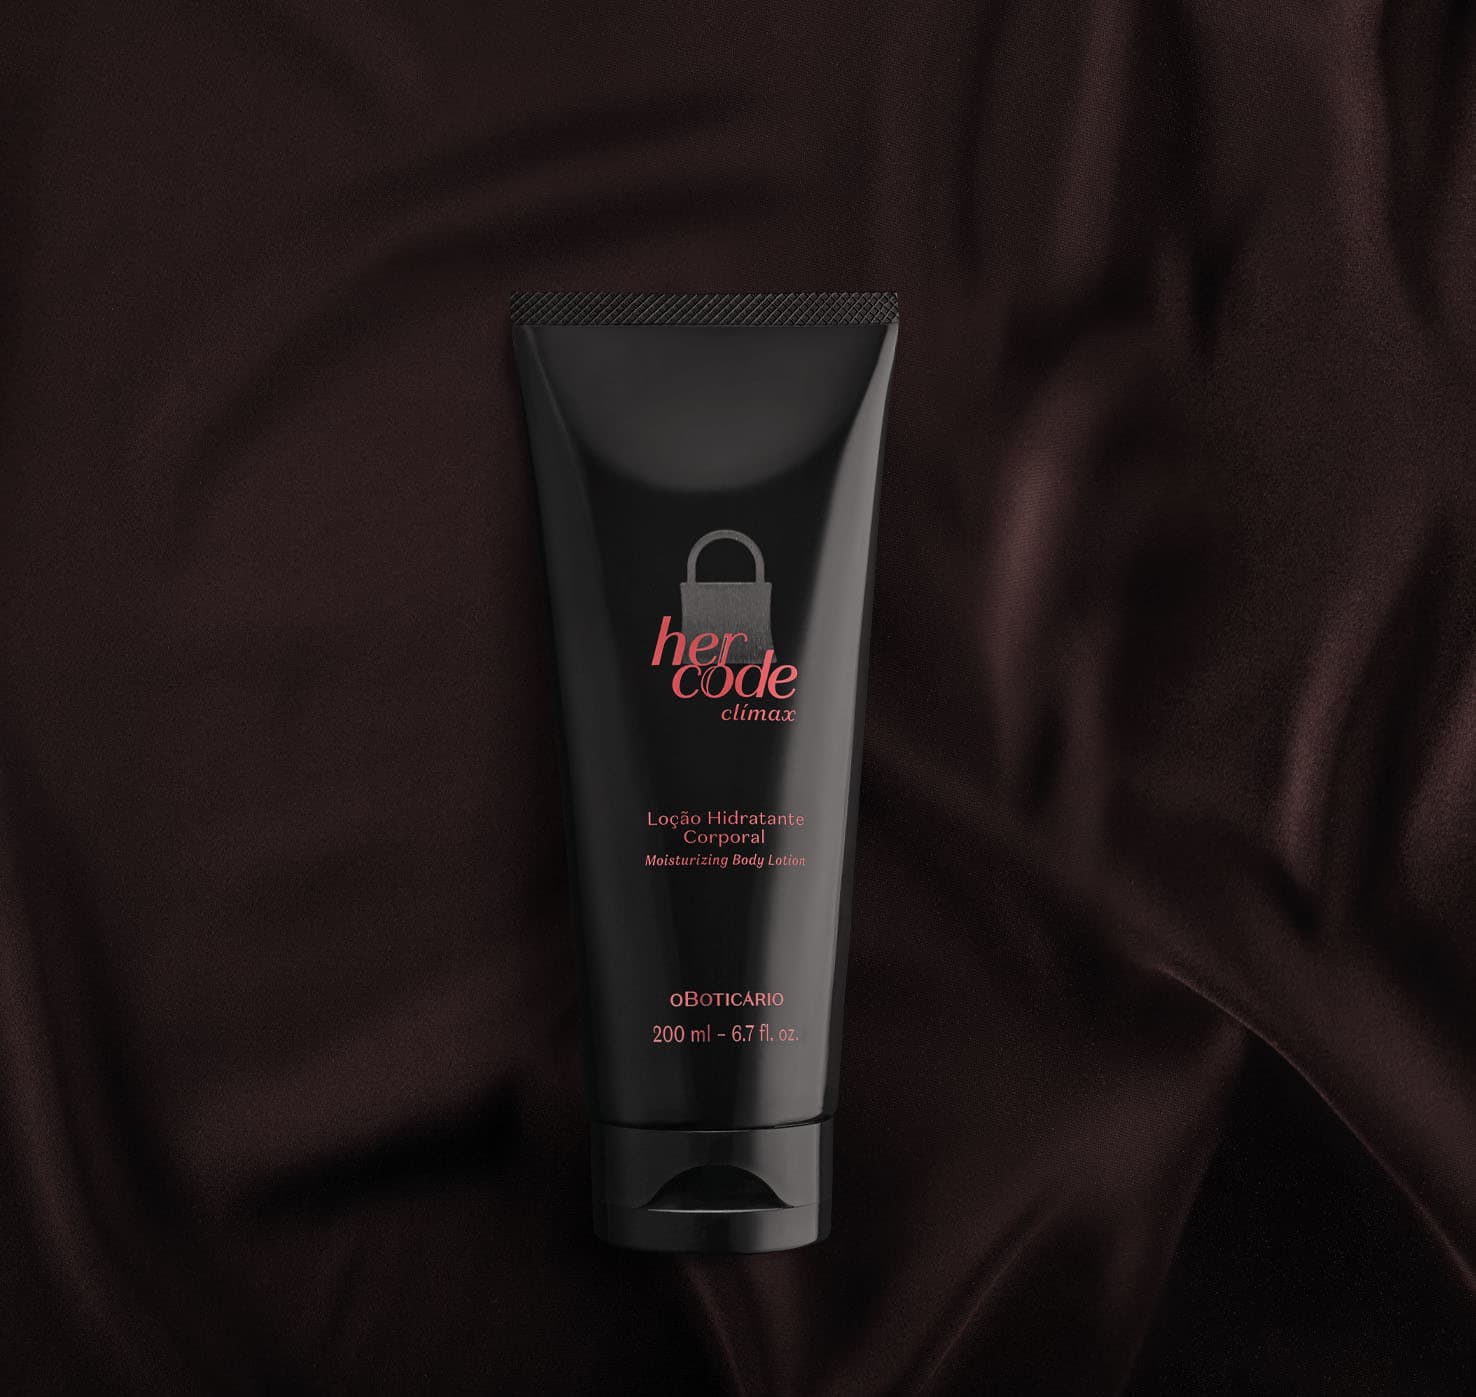 her
code
clímax
Loção Hidratante
Corporal
Moisturizing Body Lotion
oBOTICÁRIO
200 ml - 6.7 fl. oz.